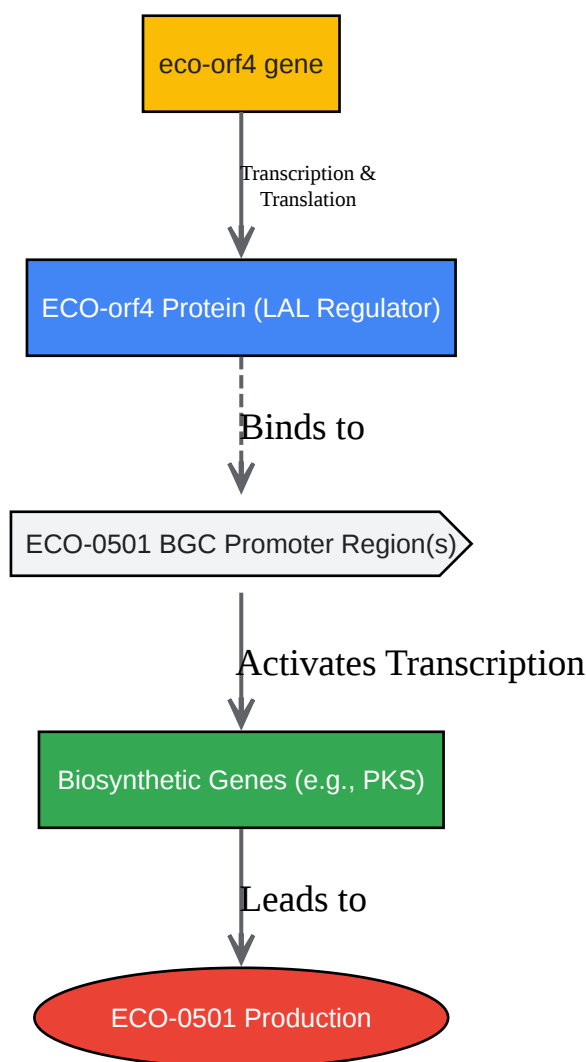 eco-orf4 gene
Transcription &
Translation
ECO-orf4 Protein (LAL Regulator)
Binds to
ECO-0501 BGC Promoter Region(s)
Activates Transcription
Biosynthetic Genes (e.g., PKS)
Leads to
ECO-0501 Production